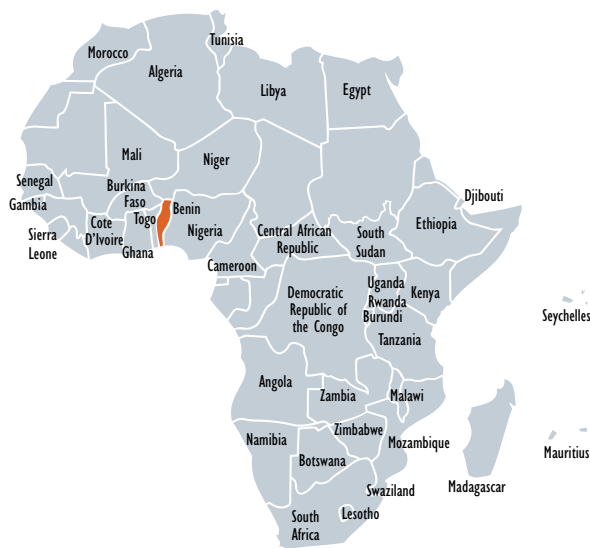 Tunisia
Morocco
Algeria
Libya
Egypt
Mali
Niger
Senegal
Gambia
Burkina
Faso
Djibouti
Benin
Togo
Cote
D'Ivoire
Nigeria
Ethiopia
Sierra
Leone
Ghana
Central African
Republic
South
Sudan
Cameroon
Uganda
Rwanda
Burundi
Kenya
Democratic
Republic of
the Congo
Seychelles
Tanzania
Angola
Zambia
Malawi
Namibia
Zimbabwe
Mozambique
Botswana
Mauritius
Swaziland
Madagascar
South
Africa
Lesotho